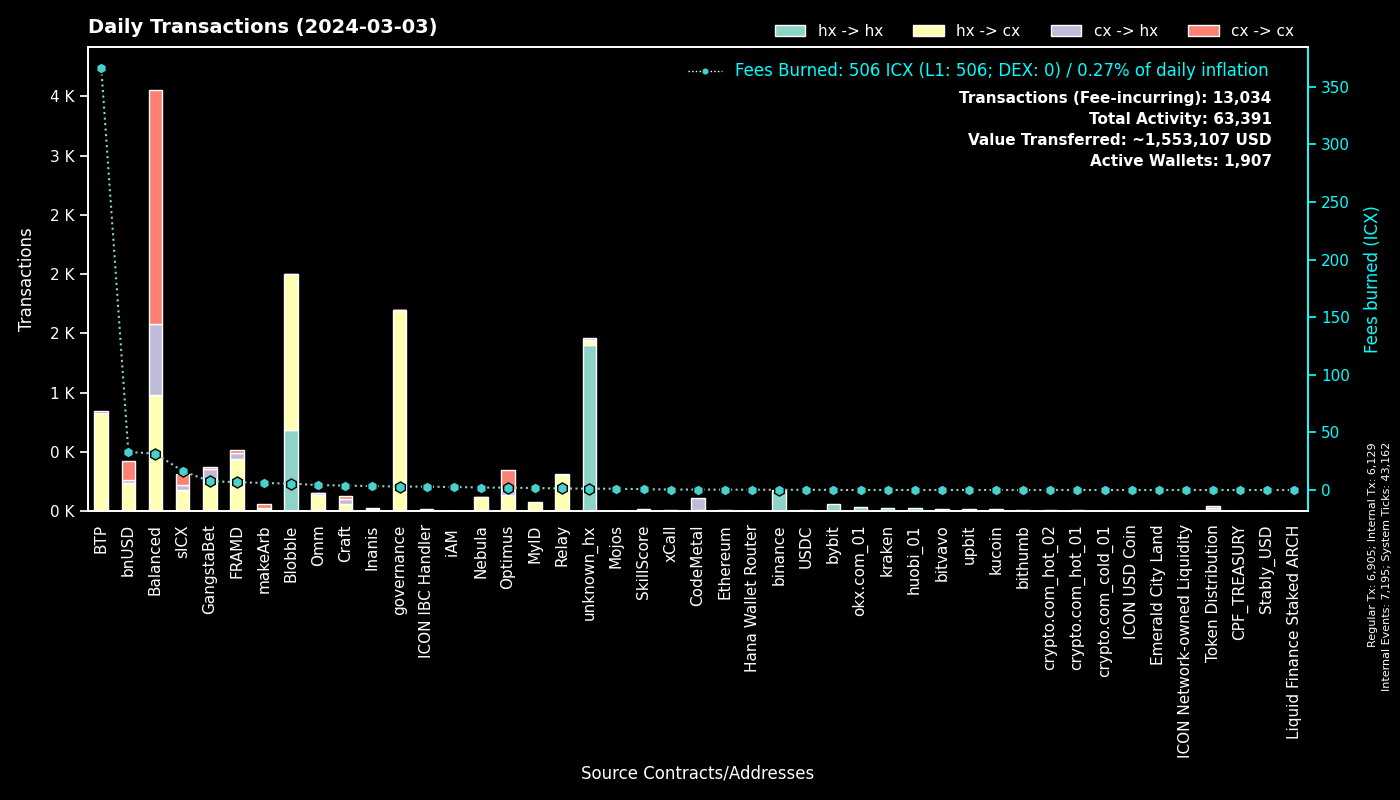 Daily Transactions (2024-03-03)
hx -> hx
hx -> cx
cx -> hx
cx -> cx
Fees Burned: 506 ICX (L1: 506; DEX: 0) / 0.27% of daily inflation
Transactions (Fee-incurring): 13,034
Total Activity: 63,391
Value Transferred: ~1,553,107 USD
Active Wallets: 1,907
Transactions
4 K
3 K
2 K
2 K
2 K
1 K
0 K
0 K
350
300
250
200
150
100
50
0
Fees burned (ICX)
BTP
bnUSD
Balanced
sICX
GangstaBet
FRAMD
makeArb
Blobble
Omm
Craft
Inanis
governance
ICON IBC Handler
iAM
Nebula
Optimus
MyID
Relay
unknown_hx
Mojos
SkillScore
xCall
CodeMetal
Ethereum
Hana Wallet Router
binance
USDC
bybit
okx.com_01
kraken
huobi_01
bitvavo
upbit
kucoin
bithumb
crypto.com_hot_02
crypto.com_hot_01
crypto.com_cold_01
ICON USD Coin
Emerald City Land
ICON Network-owned Liquidity
Token Distribution
CPF_TREASURY
Stably_USD
Liquid Finance Staked ARCH
Source Contracts/Addresses
Regular Tx: 6,905; Internal Tx: 6,129
Internal Events: 7,195; System Ticks: 43,162